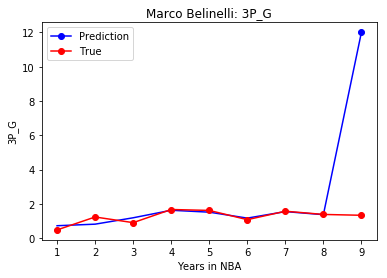 Marco Belinelli: 3P_G
Prediction
True
12
10
8
6
4
2
0
3P_G
1 2 3 4 5 6 7 8 9
Years in NBA